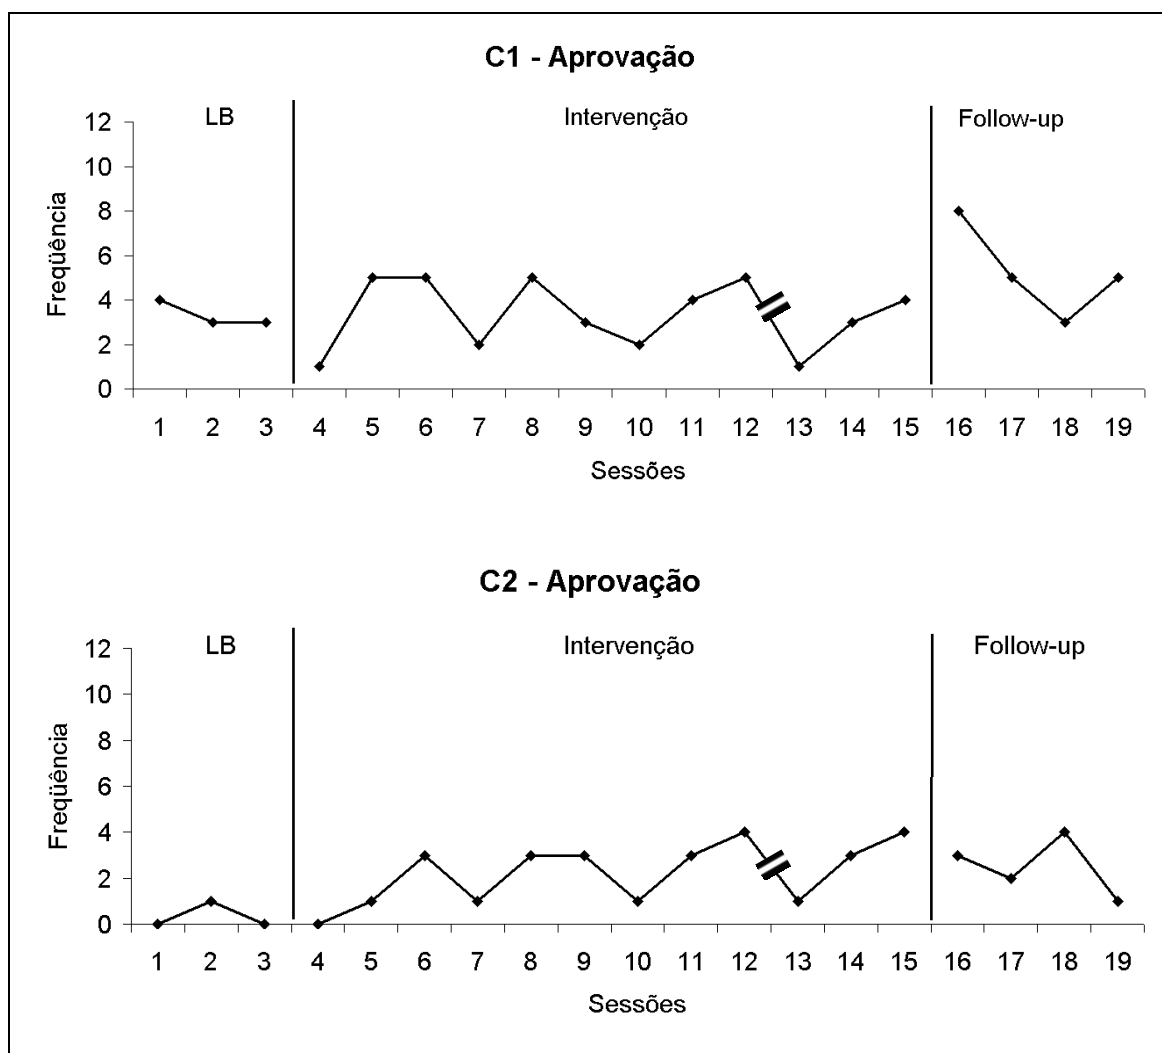 C1 - Aprovação
LB Intervenção Follow-up
Freqüência
12
10
8
6
4
2
0
1 2 3 4 5 6 7 8 9 10 11 12 13 14 15 16 17 18 19
Sessões
C2 - Aprovação
LB Intervenção Follow-up
Freqüência
12
10
8
6
4
2
0
1 2 3 4 5 6 7 8 9 10 11 12 13 14 15 16 17 18 19
Sessões